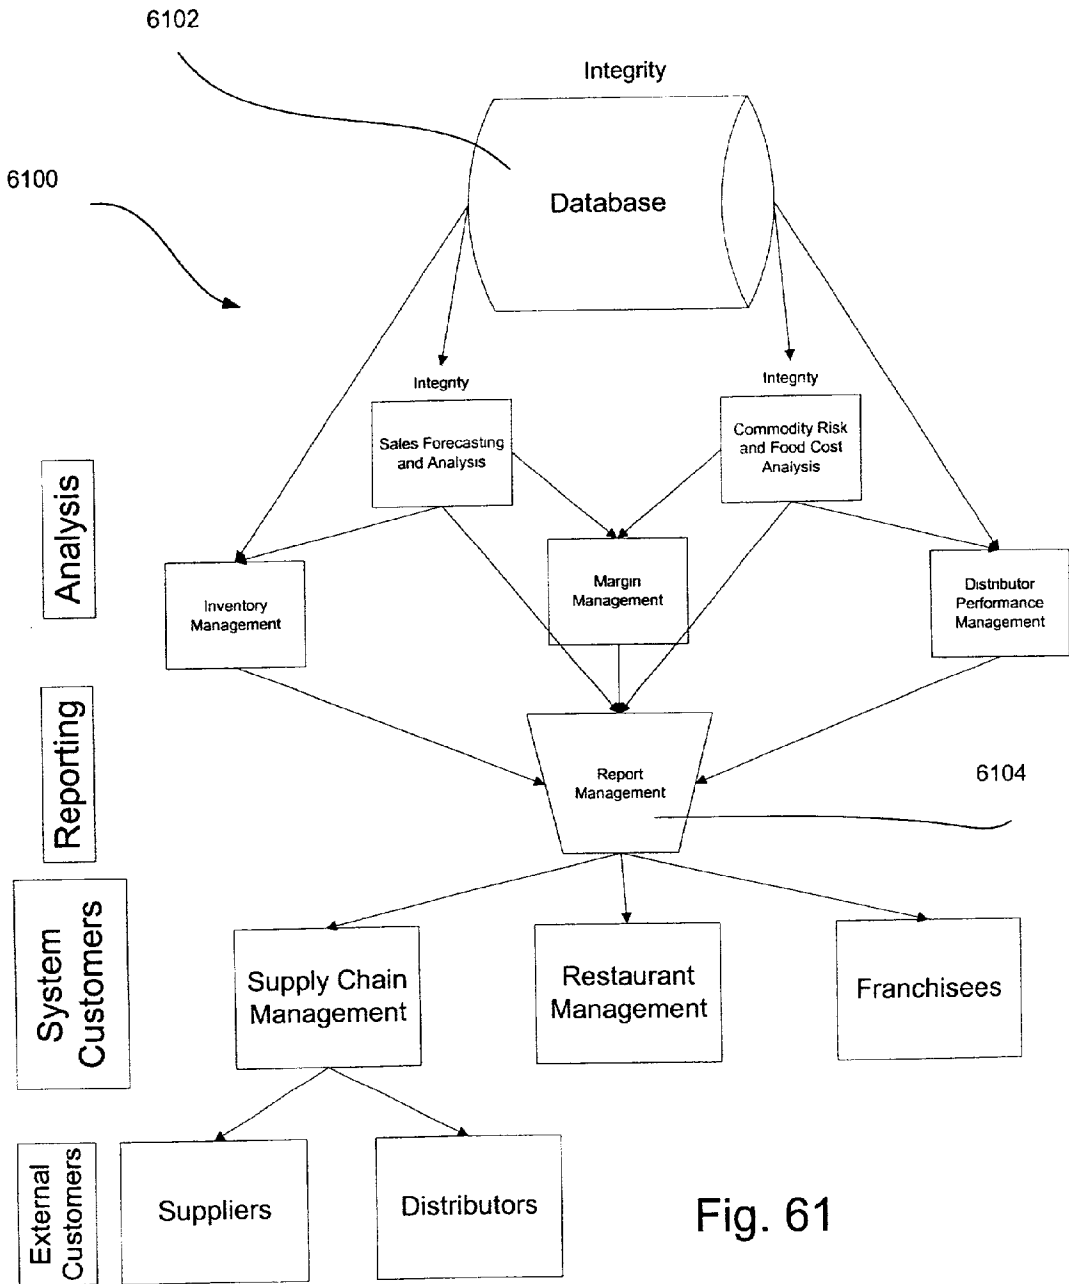 6102
Integrity
6100
Database
Integrity
Integrity
Sales Forecasting
and Analysis
Commodity Risk
and Food Cost
Analysis
Analysis
Inventory
Management
Margin
Management
Distributor
Performance
Management
Reporting
Report
Management
6104
System
Customers
Supply Chain
Management
Restaurant
Management
Franchisees
External
Customers
Suppliers
Distributors
Fig. 61